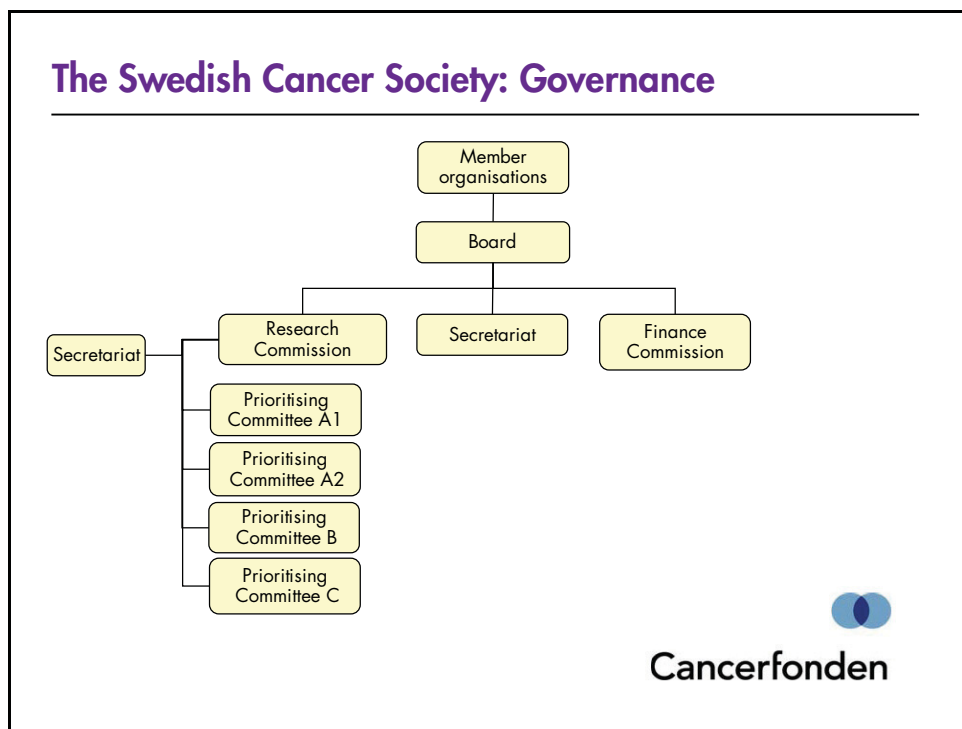 The Swedish Cancer Society: Governance
Member
organisations
Board
Research
Commission
Secretariat
Finance
Commission
Secretariat
Prioritising
Committee A1
Prioritising
Committee A2
Prioritising
Committee B
Prioritising
Committee C
Cancerfonden